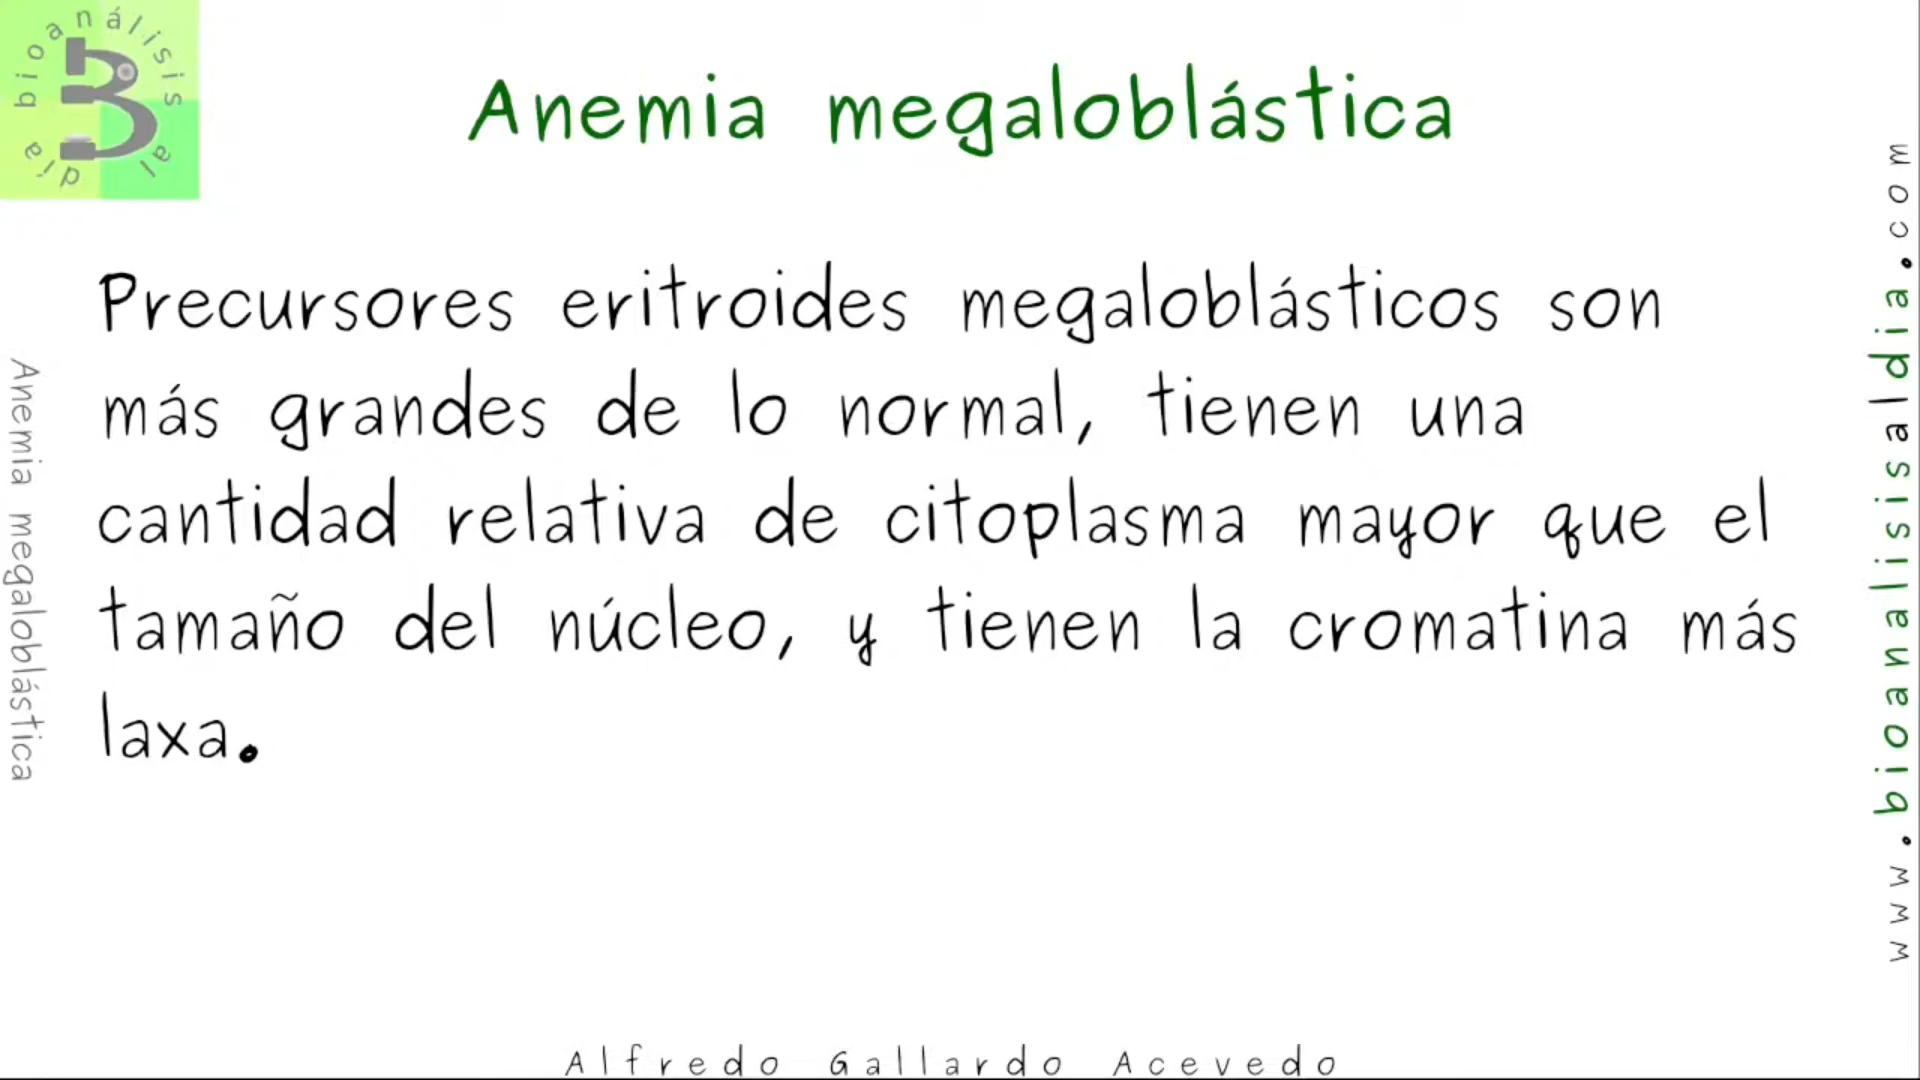 bioanálisis al día
Anemia megaloblástica
Precursores eritroides megaloblásticos son
más grandes de lo normal, tienen una
cantidad relativa de citoplasma mayor que el
tamaño del núcleo, y tienen la cromatina más
laxa.
Anemia megaloblástica
www.bioanalisisaldia.com
Alfredo Gallardo Acevedo